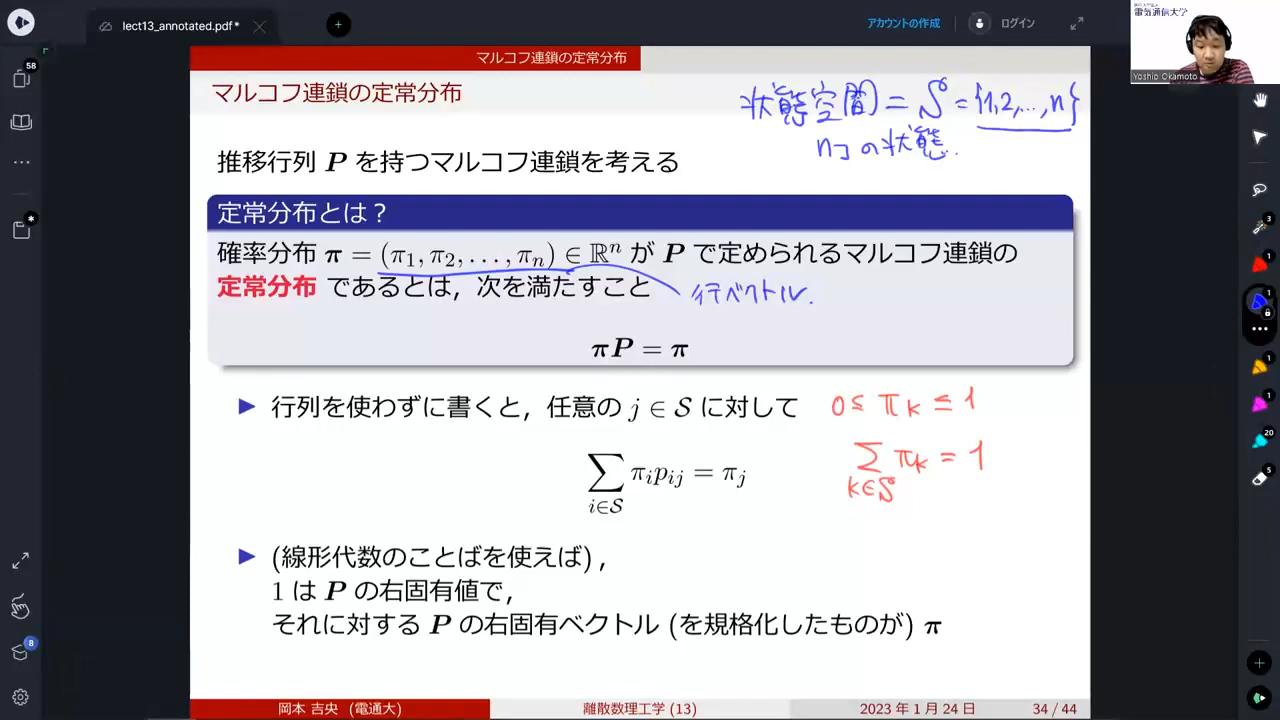 lect13_annotated.pdf*
アカウントの作成
ログイン
電気通信大学
Yoshio Okamoto
58
マルコフ連鎖の定常分布
マルコフ連鎖の定常分布
状態空間 = 𝒮 = {1,2,...,n}
nコの状態.
推移行列 P を持つマルコフ連鎖を考える
定常分布とは？
確率分布 π = (π₁, π₂, . . . , πₙ) ∈ ℝⁿ が P で定められるマルコフ連鎖の
定常分布 であるとは，次を満たすこと
行ベクトル.
πP = π
▶ 行列を使わずに書くと，任意の j ∈ 𝒮 に対して
0 ≤ πk ≤ 1
∑ πᵢpᵢⱼ = πⱼ
i∈𝒮
∑ πk = 1
k∈𝒮
▶ (線形代数のことばを使えば)，
1 は P の右固有値で，
それに対する P の右固有ベクトル (を規格化したものが) π
岡本 吉央 (電通大)
離散数理工学 (13)
2023 年 1 月 24 日
34 / 44
3
1
1
1
1
20
5
8